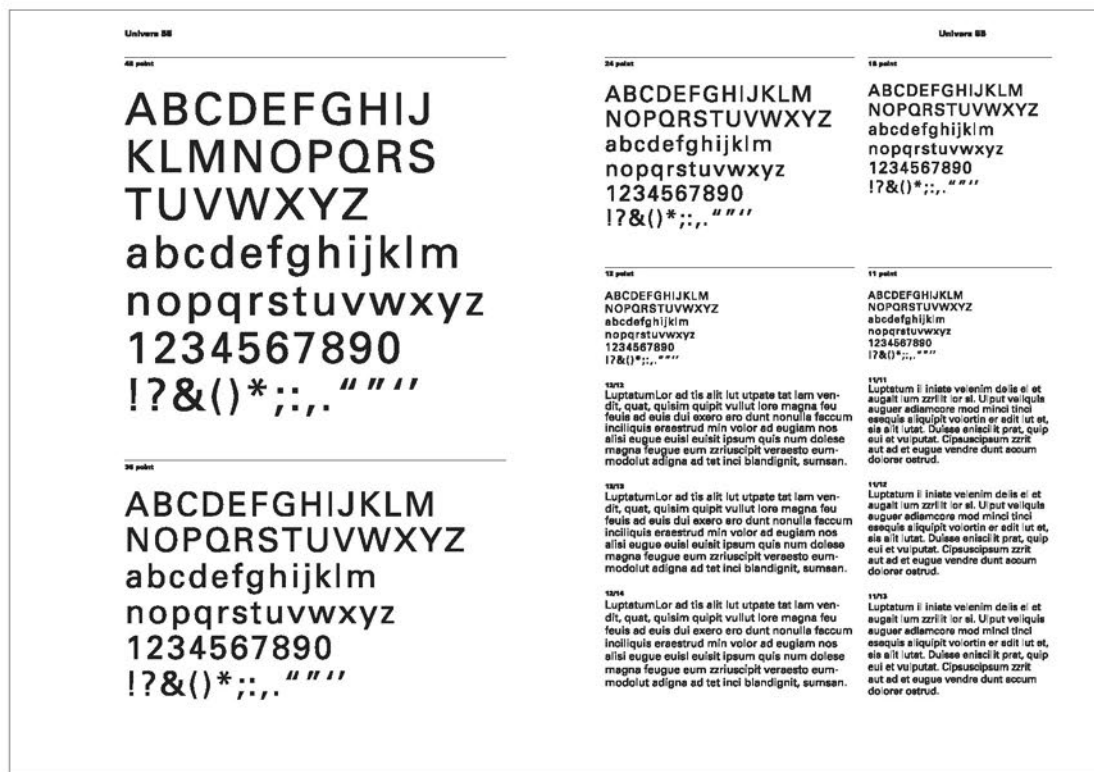 Univers 55
48 point
ABCDEFGHIJ
KLMNOPQRS
TUVWXYZ
abcdefghijklm
nopqrstuvwxyz
1234567890
!?&()*;:,.“”‘’
36 point
ABCDEFGHIJKLM
NOPQRSTUVWXYZ
abcdefghijklm
nopqrstuvwxyz
1234567890
!?&()*;:,.“”‘’
Univers 55
24 point
ABCDEFGHIJKLM
NOPQRSTUVWXYZ
abcdefghijklm
nopqrstuvwxyz
1234567890
!?&()*;:,.“”‘’
18 point
ABCDEFGHIJKLM
NOPQRSTUVWXYZ
abcdefghijklm
nopqrstuvwxyz
1234567890
!?&()*;:,.“”‘’
12 point
ABCDEFGHIJKLM
NOPQRSTUVWXYZ
abcdefghijklm
nopqrstuvwxyz
1234567890
!?&()*;:,.“”‘’
12/12
LuptatumLor ad tis alit lut utpate tat lam ven-
dit, quat, quisim quipit vullut lore magna feu
feuis ad euis dui exero ero dunt nonulla faccum
inciliquis eraestrud min volor ad eugiam nos
alisi eugue euisl euisit ipsum quis num dolese
magna feugue eum zzriuscipit veraesto eum-
modolut adigna ad tet inci blandignit, sumsan.
12/13
LuptatumLor ad tis alit lut utpate tat lam ven-
dit, quat, quisim quipit vullut lore magna feu
feuis ad euis dui exero ero dunt nonulla faccum
inciliquis eraestrud min volor ad eugiam nos
alisi eugue euisl euisit ipsum quis num dolese
magna feugue eum zzriuscipit veraesto eum-
modolut adigna ad tet inci blandignit, sumsan.
12/14
LuptatumLor ad tis alit lut utpate tat lam ven-
dit, quat, quisim quipit vullut lore magna feu
feuis ad euis dui exero ero dunt nonulla faccum
inciliquis eraestrud min volor ad eugiam nos
alisi eugue euisl euisit ipsum quis num dolese
magna feugue eum zzriuscipit veraesto eum-
modolut adigna ad tet inci blandignit, sumsan.
11 point
ABCDEFGHIJKLM
NOPQRSTUVWXYZ
abcdefghijklm
nopqrstuvwxyz
1234567890
!?&()*;:,.“”‘’
11/11
Luptatum il iniate velenim delis el et
augait lum zzrilit lor si. Uiput veliquis
auguer adiamcore mod minci tinci
esequis aliquipit volortin er adit lut et,
sis alit lutat. Duisse eniscilit prat, quip
eui et vulputat. Cipsuscipsum zzrit
aut ad et eugue vendre dunt accum
dolorer ostrud.
11/12
Luptatum il iniate velenim delis el et
augait lum zzrilit lor si. Uiput veliquis
auguer adiamcore mod minci tinci
esequis aliquipit volortin er adit lut et,
sis alit lutat. Duisse eniscilit prat, quip
eui et vulputat. Cipsuscipsum zzrit
aut ad et eugue vendre dunt accum
dolorer ostrud.
11/13
Luptatum il iniate velenim delis el et
augait lum zzrilit lor si. Uiput veliquis
auguer adiamcore mod minci tinci
esequis aliquipit volortin er adit lut et,
sis alit lutat. Duisse eniscilit prat, quip
eui et vulputat. Cipsuscipsum zzrit
aut ad et eugue vendre dunt accum
dolorer ostrud.